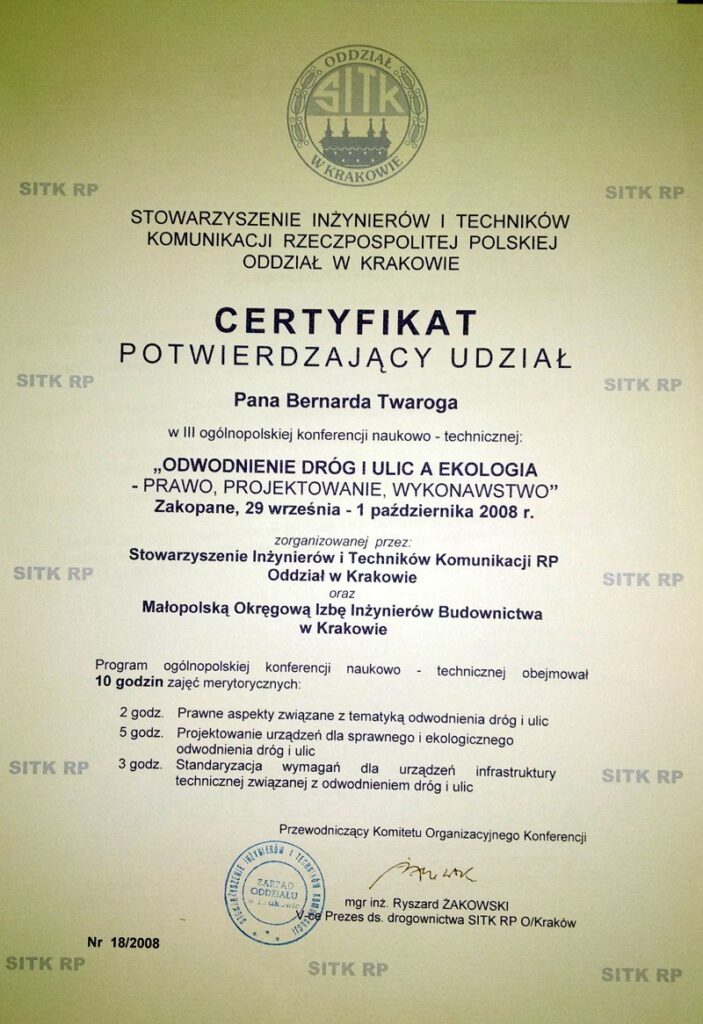 ODDZIAŁ
SITK
W KRAKOWIE
SITK RP
SITK RP
STOWARZYSZENIE INŻYNIERÓW I TECHNIKÓW
KOMUNIKACJI RZECZPOSPOLITEJ POLSKIEJ
ODDZIAŁ W KRAKOWIE
CERTYFIKAT
POTWIERDZAJĄCY UDZIAŁ
SITK RP
SITK RP
Pana Bernarda Twaroga
w III ogólnopolskiej konferencji naukowo - technicznej:
„ODWODNIENIE DRÓG I ULIC A EKOLOGIA
- PRAWO, PROJEKTOWANIE, WYKONAWSTWO”
Zakopane, 29 września - 1 października 2008 r.
zorganizowanej przez:
Stowarzyszenie Inżynierów i Techników Komunikacji RP
Oddział w Krakowie
SITK RP
SITK RP
oraz
Małopolską Okręgową Izbę Inżynierów Budownictwa
w Krakowie
Program ogólnopolskiej konferencji naukowo - technicznej obejmował
10 godzin zajęć merytorycznych:
2 godz. Prawne aspekty związane z tematyką odwodnienia dróg i ulic
5 godz. Projektowanie urządzeń dla sprawnego i ekologicznego
odwodnienia dróg i ulic
3 godz. Standaryzacja wymagań dla urządzeń infrastruktury
technicznej związanej z odwodnieniem dróg i ulic
SITK RP
SITK RP
Przewodniczący Komitetu Organizacyjnego Konferencji
STOWARZYSZENIE INŻYNIERÓW I TECHNIKÓW KOMUNIKACJI
ZARZĄD
ODDZIAŁU
w Krakowie
mgr inż. Ryszard ŻAKOWSKI
V-ce Prezes ds. drogownictwa SITK RP O/Kraków
Nr 18/2008
SITK RP
SITK RP
SITK RP